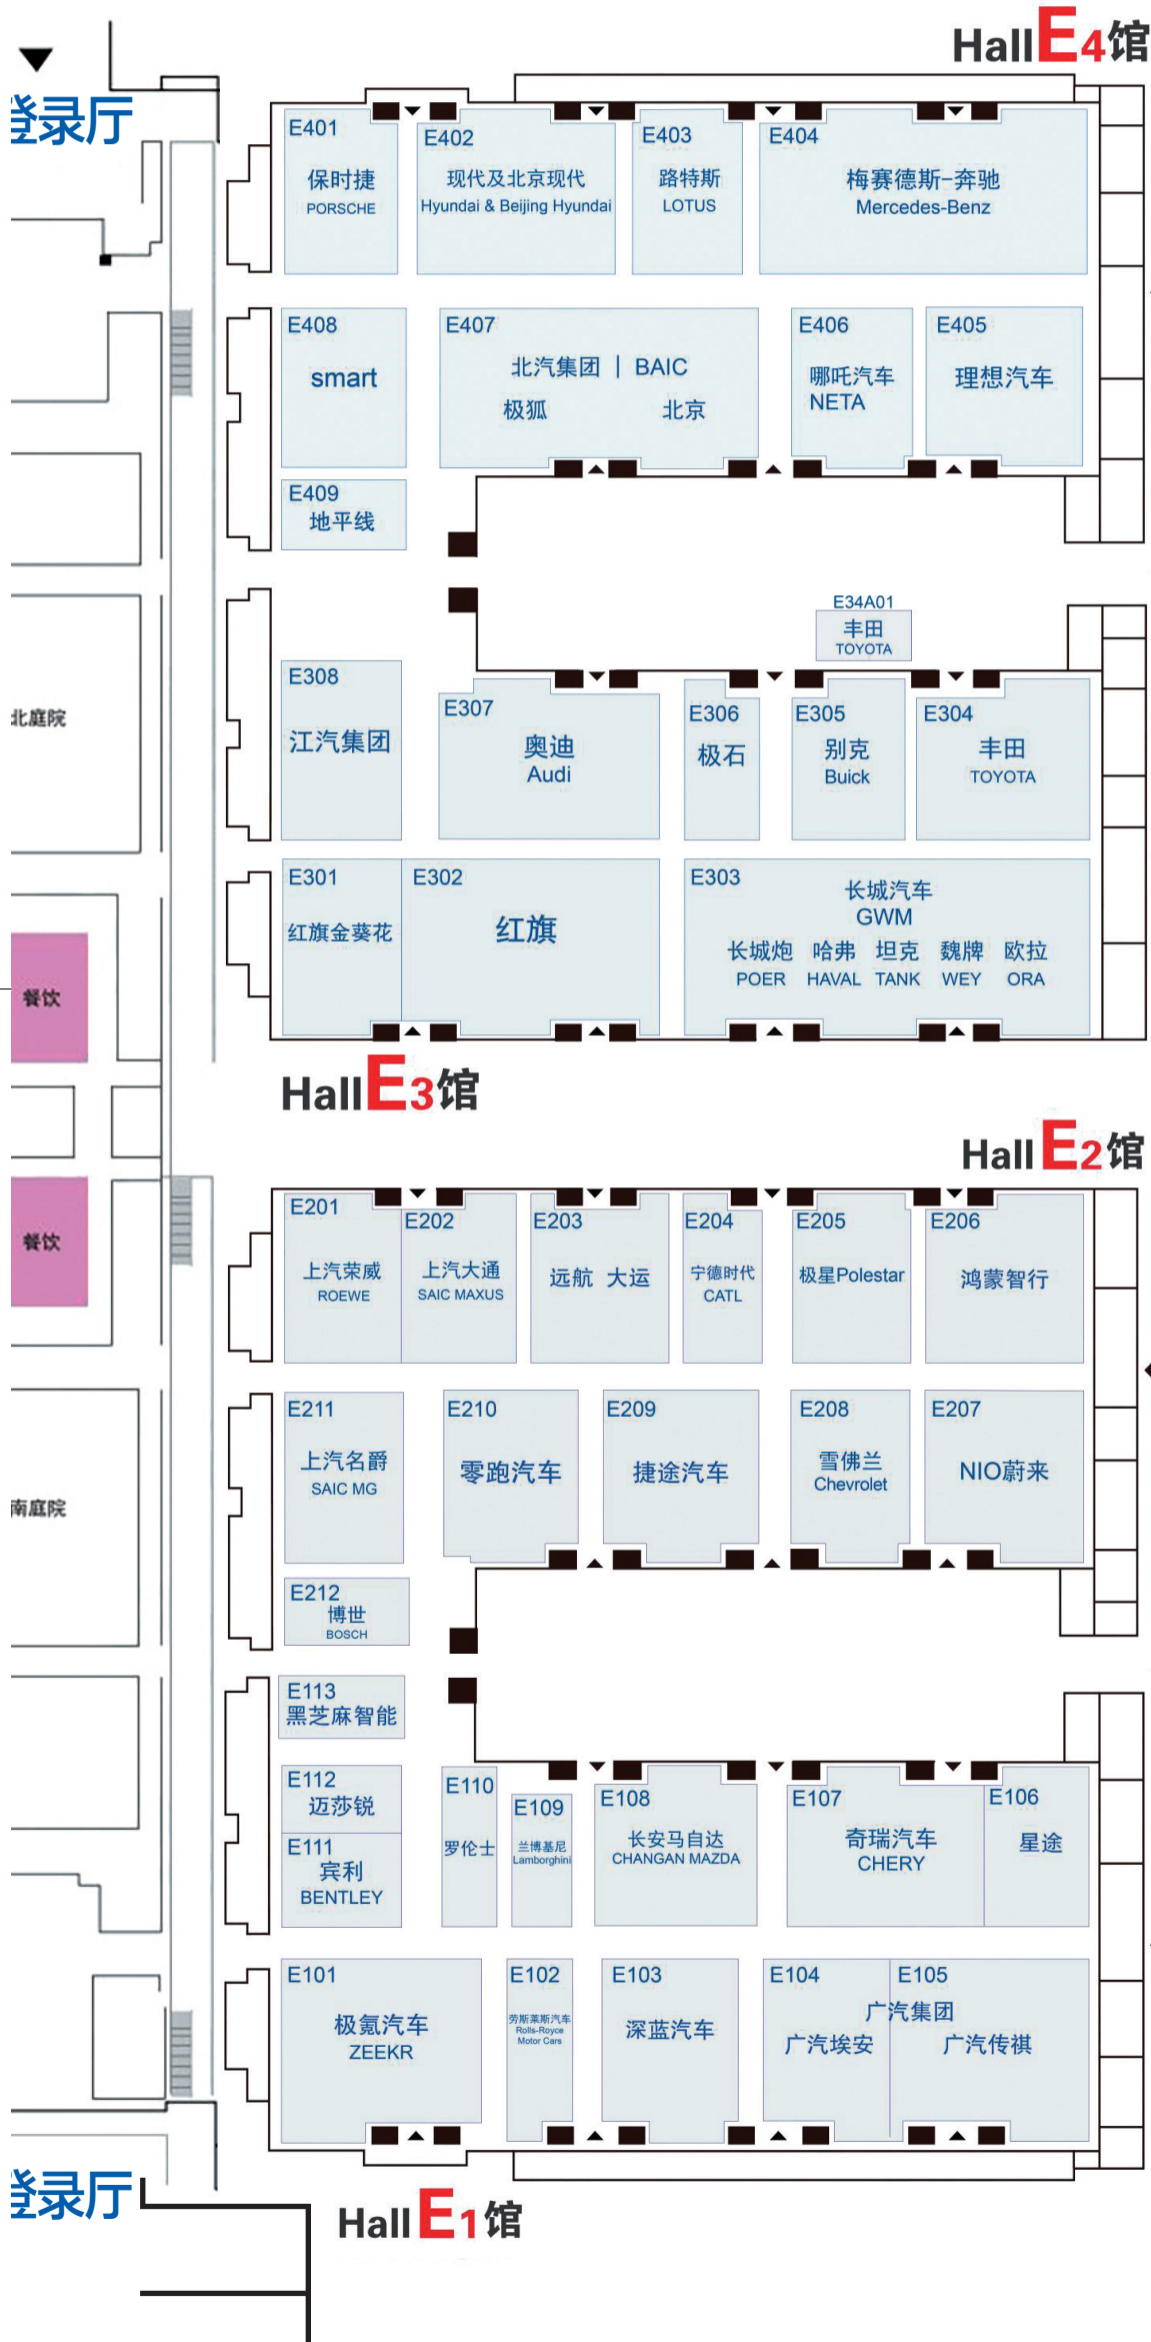 Hall E4馆
登录厅
E401
保时捷
PORSCHE
E402
现代及北京现代
Hyundai & Beijing Hyundai
E403
路特斯
LOTUS
E404
梅赛德斯-奔驰
Mercedes-Benz
E408
smart
E407
北汽集团 | BAIC
极狐 北京
E406
哪吒汽车
NETA
E405
理想汽车
E409
地平线
E34A01
丰田
TOYOTA
E308
江汽集团
E307
奥迪
Audi
E306
极石
E305
别克
Buick
E304
丰田
TOYOTA
北庭院
E301
红旗金葵花
E302
红旗
E303
长城汽车
GWM
长城炮 哈弗 坦克 魏牌 欧拉
POER HAVAL TANK WEY ORA
餐饮
Hall E3馆
Hall E2馆
餐饮
E201
上汽荣威
ROEWE
E202
上汽大通
SAIC MAXUS
E203
远航 大运
E204
宁德时代
CATL
E205
极星Polestar
E206
鸿蒙智行
E211
上汽名爵
SAIC MG
E210
零跑汽车
E209
捷途汽车
E208
雪佛兰
Chevrolet
E207
NIO蔚来
南庭院
E212
博世
BOSCH
E113
黑芝麻智能
E112
迈莎锐
E111
宾利
BENTLEY
E110
罗伦士
E109
兰博基尼
Lamborghini
E108
长安马自达
CHANGAN MAZDA
E107
奇瑞汽车
CHERY
E106
星途
E101
极氪汽车
ZEEKR
E102
劳斯莱斯汽车
Rolls-Royce
Motor Cars
E103
深蓝汽车
E104 E105
广汽集团
广汽埃安 广汽传祺
登录厅
Hall E1馆